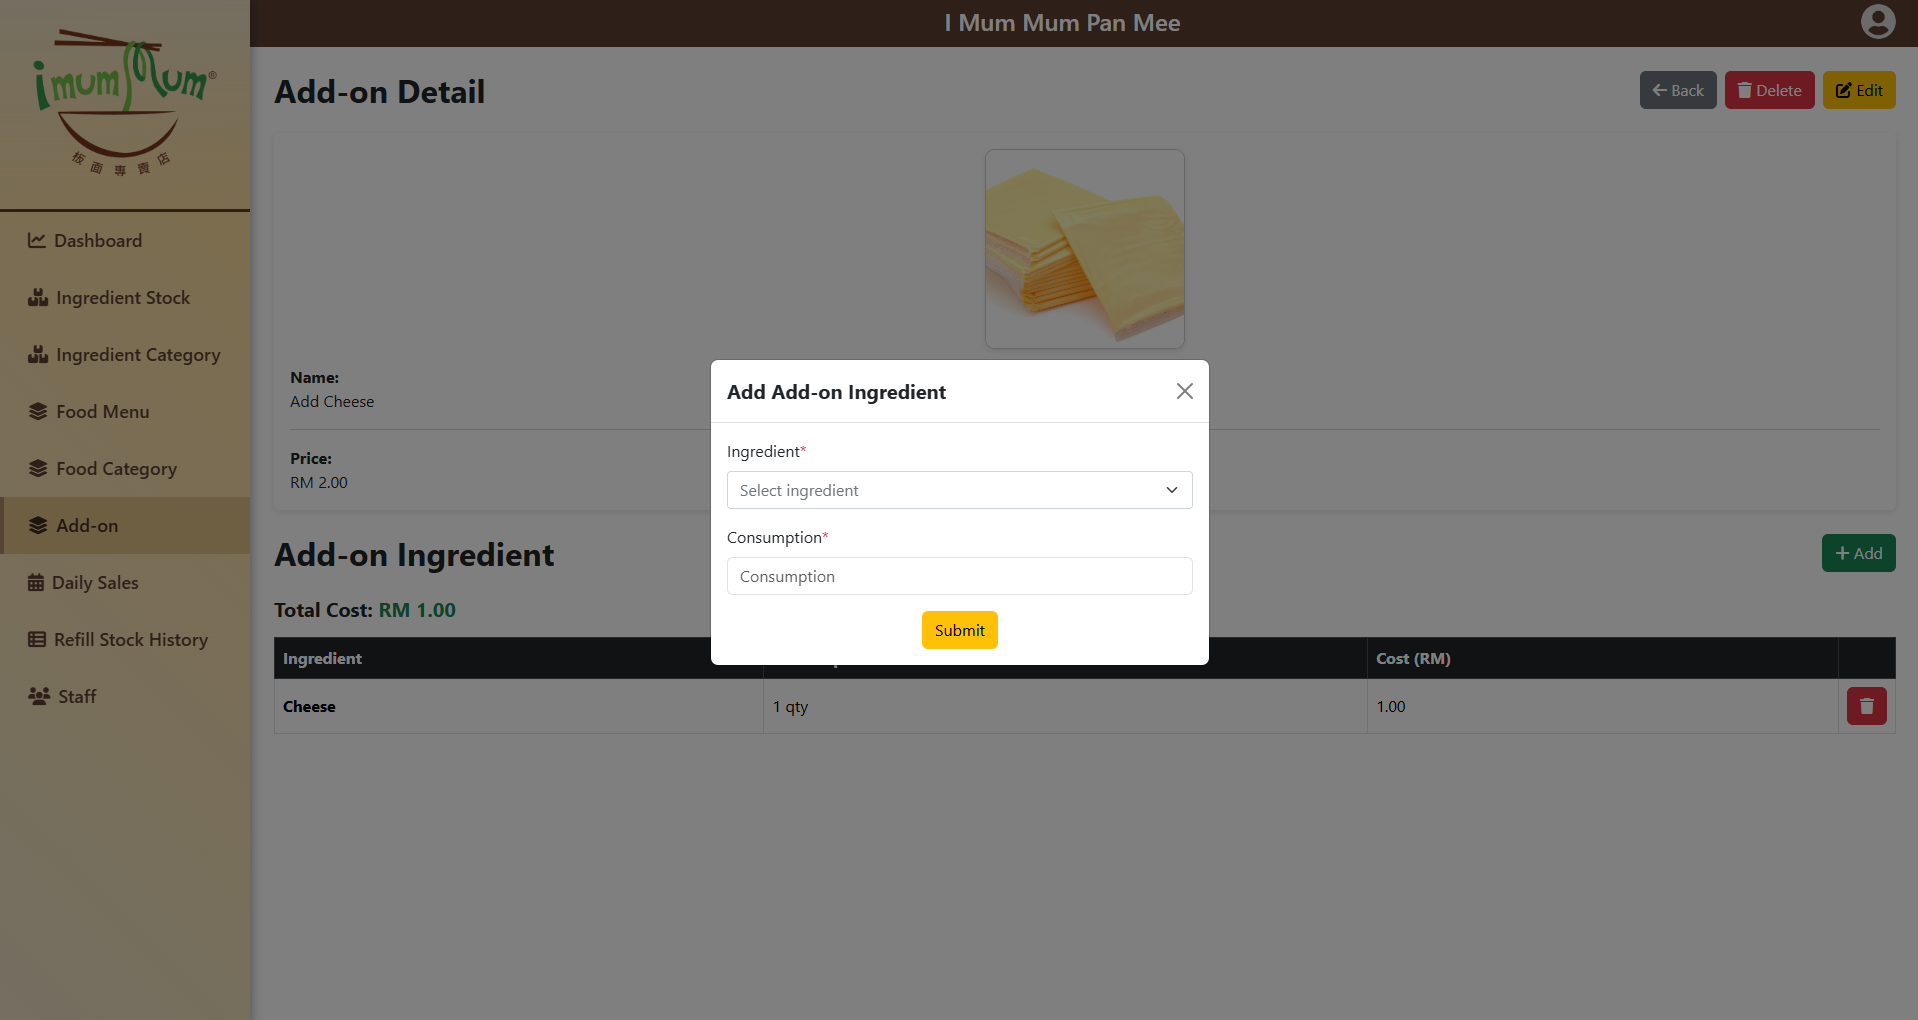 I Mum Mum Pan Mee
imum Mum®
板面專賣店
Dashboard
Ingredient Stock
Ingredient Category
Food Menu
Food Category
Add-on
Daily Sales
Refill Stock History
Staff
Add-on Detail
Back
Delete
Edit
Name:
Add Cheese
Price:
RM 2.00
Add Add-on Ingredient
Ingredient*
Select ingredient
Consumption*
Consumption
Submit
Add-on Ingredient
Add
Total Cost: RM 1.00
Ingredient
Cost (RM)
Cheese
1 qty
1.00